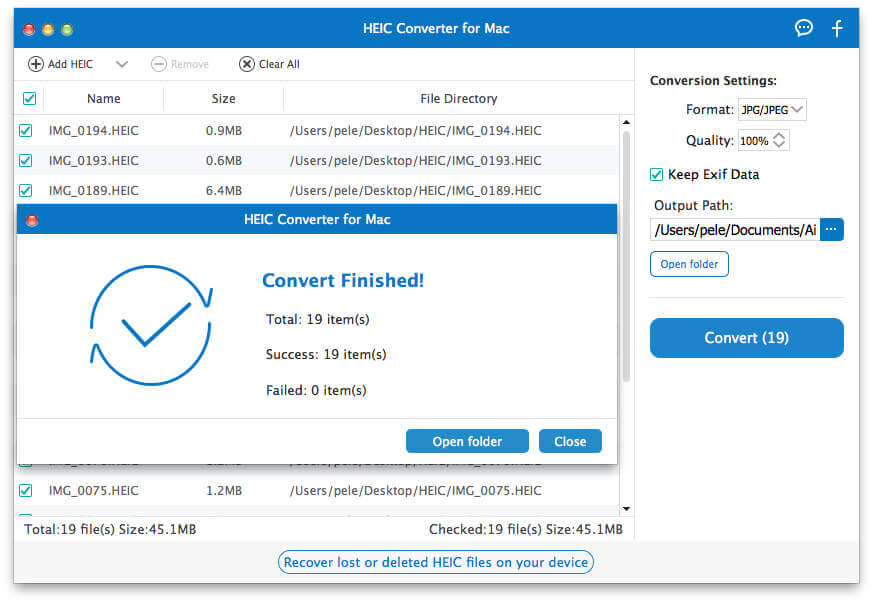 HEIC Converter for Mac
Add HEIC Remove Clear All
Name Size File Directory
IMG_0194.HEIC 0.9MB /Users/pele/Desktop/HEIC/IMG_0194.HEIC
IMG_0193.HEIC 0.6MB /Users/pele/Desktop/HEIC/IMG_0193.HEIC
IMG_0189.HEIC 6.4MB /Users/pele/Desktop/HEIC/IMG_0189.HEIC
HEIC Converter for Mac
Convert Finished!
Total: 19 item(s)
Success: 19 item(s)
Failed: 0 item(s)
Open folder Close
IMG_0075.HEIC 1.2MB /Users/pele/Desktop/HEIC/IMG_0075.HEIC
Total:19 file(s) Size:45.1MB Checked:19 file(s) Size:45.1MB
Conversion Settings:
Format: JPG/JPEG
Quality: 100%
Keep Exif Data
Output Path:
/Users/pele/Documents/Ai ...
Open folder
Convert (19)
Recover lost or deleted HEIC files on your device